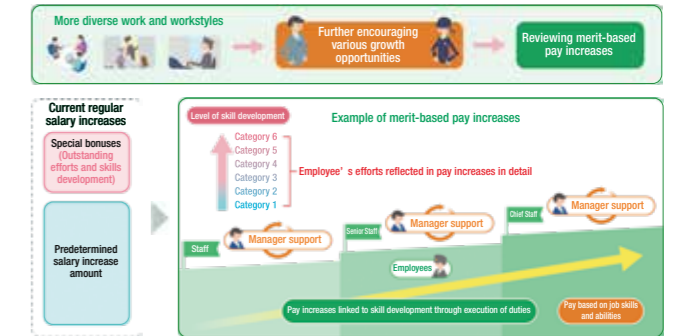 More diverse work and workstyles
Further encouraging
various growth
opportunities
Reviewing merit-based
pay increases
Current regular
salary increases
Special bonuses
(Outstanding
efforts and skills
development)
Predetermined
salary increase
amount
Level of skill development
Example of merit-based pay increases
Category 6
Category 5
Category 4
Category 3
Category 2
Category 1
Employee’ s efforts reflected in pay increases in detail
Staff
Manager support
Senior Staff
Manager support
Chief Staff
Manager support
Employees
Pay increases linked to skill development through execution of duties
Pay based on job skills
and abilities